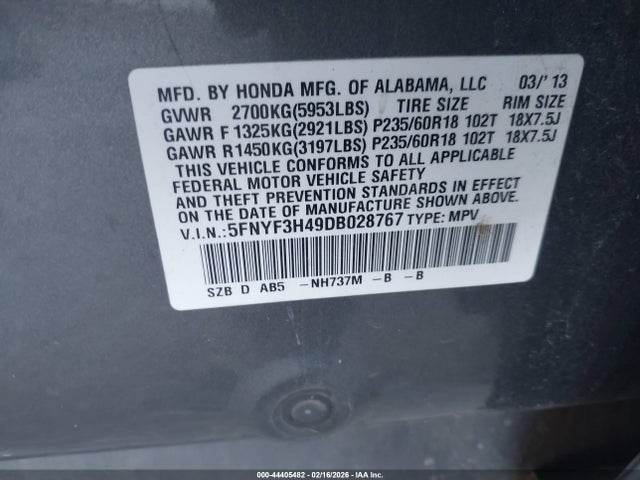 MFD. BY HONDA MFG. OF ALABAMA, LLC 03/'13
GVWR 2700KG(5953LBS) TIRE SIZE RIM SIZE
GAWR F 1325KG(2921LBS) P235/60R18 102T 18X7.5J
GAWR R1450KG(3197LBS) P235/60R18 102T 18X7.5J
THIS VEHICLE CONFORMS TO ALL APPLICABLE
FEDERAL MOTOR VEHICLE SAFETY
AND THEFT PREVENTION STANDARDS IN EFFECT
ON THE DATE OF MANUFACTURE SHOWN ABOVE.
V.I.N.: 5FNYF3H49DB028767 TYPE: MPV
SZB D AB5 -NH737M -B -B
000-44405482 - 02/16/2026 - IAA Inc.